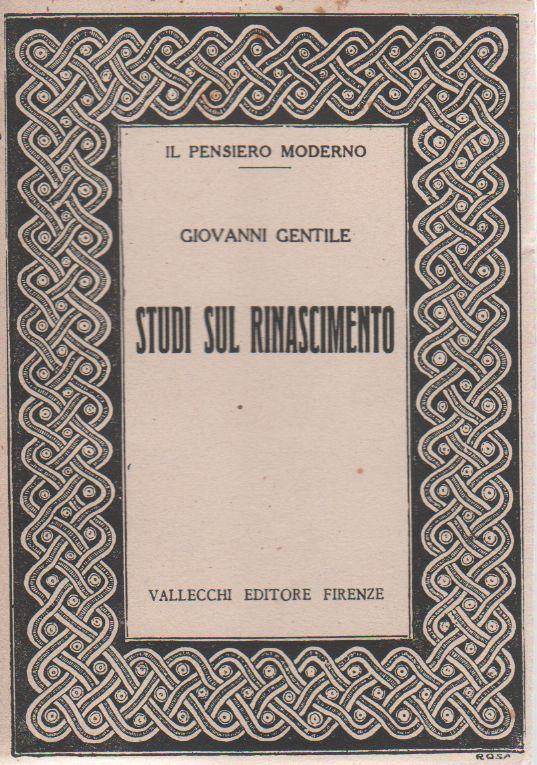 IL PENSIERO MODERNO
GIOVANNI GENTILE
STUDI SUL RINASCIMENTO
VALLECCHI EDITORE FIRENZE
ROSA